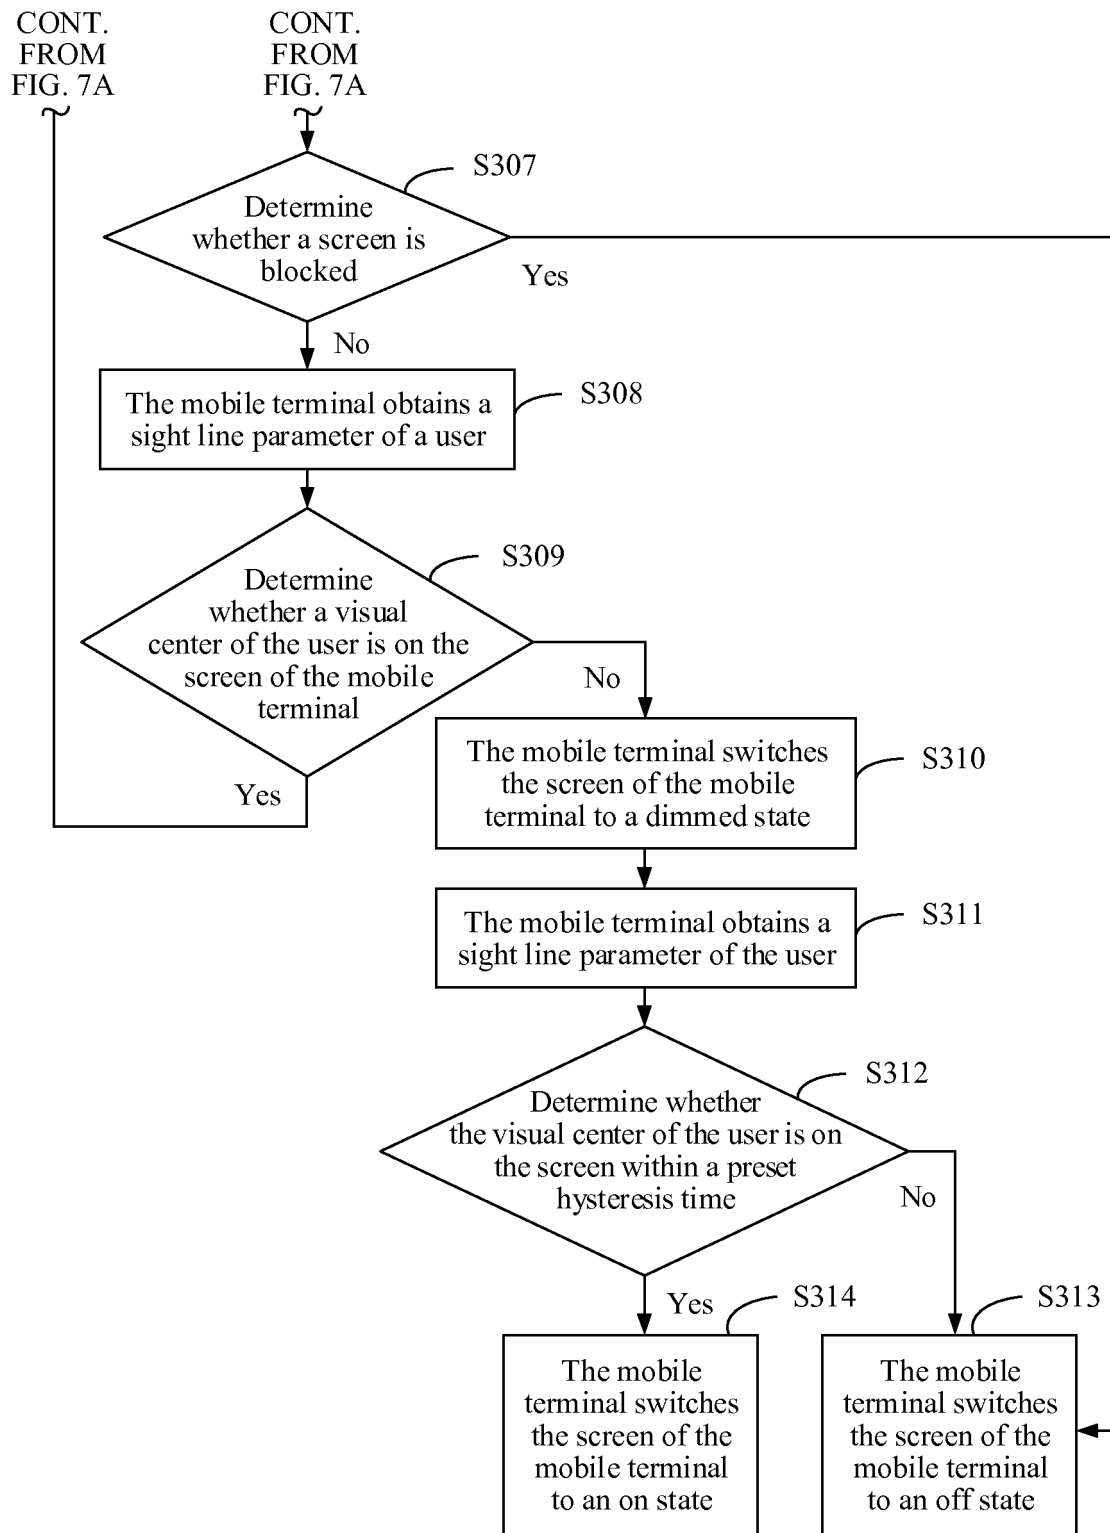 CONT.
FROM
FIG. 7A
CONT.
FROM
FIG. 7A
S307
Determine
whether a screen is
blocked
Yes
No
S308
The mobile terminal obtains a
sight line parameter of a user
S309
Determine
whether a visual
center of the user is on the
screen of the mobile
terminal
No
Yes
S310
The mobile terminal switches
the screen of the mobile
terminal to a dimmed state
S311
The mobile terminal obtains a
sight line parameter of the user
S312
Determine whether
the visual center of the user is on
the screen within a preset
hysteresis time
No
Yes
S314
S313
The mobile
terminal switches
the screen of the
mobile terminal
to an on state
The mobile
terminal switches
the screen of the
mobile terminal
to an off state